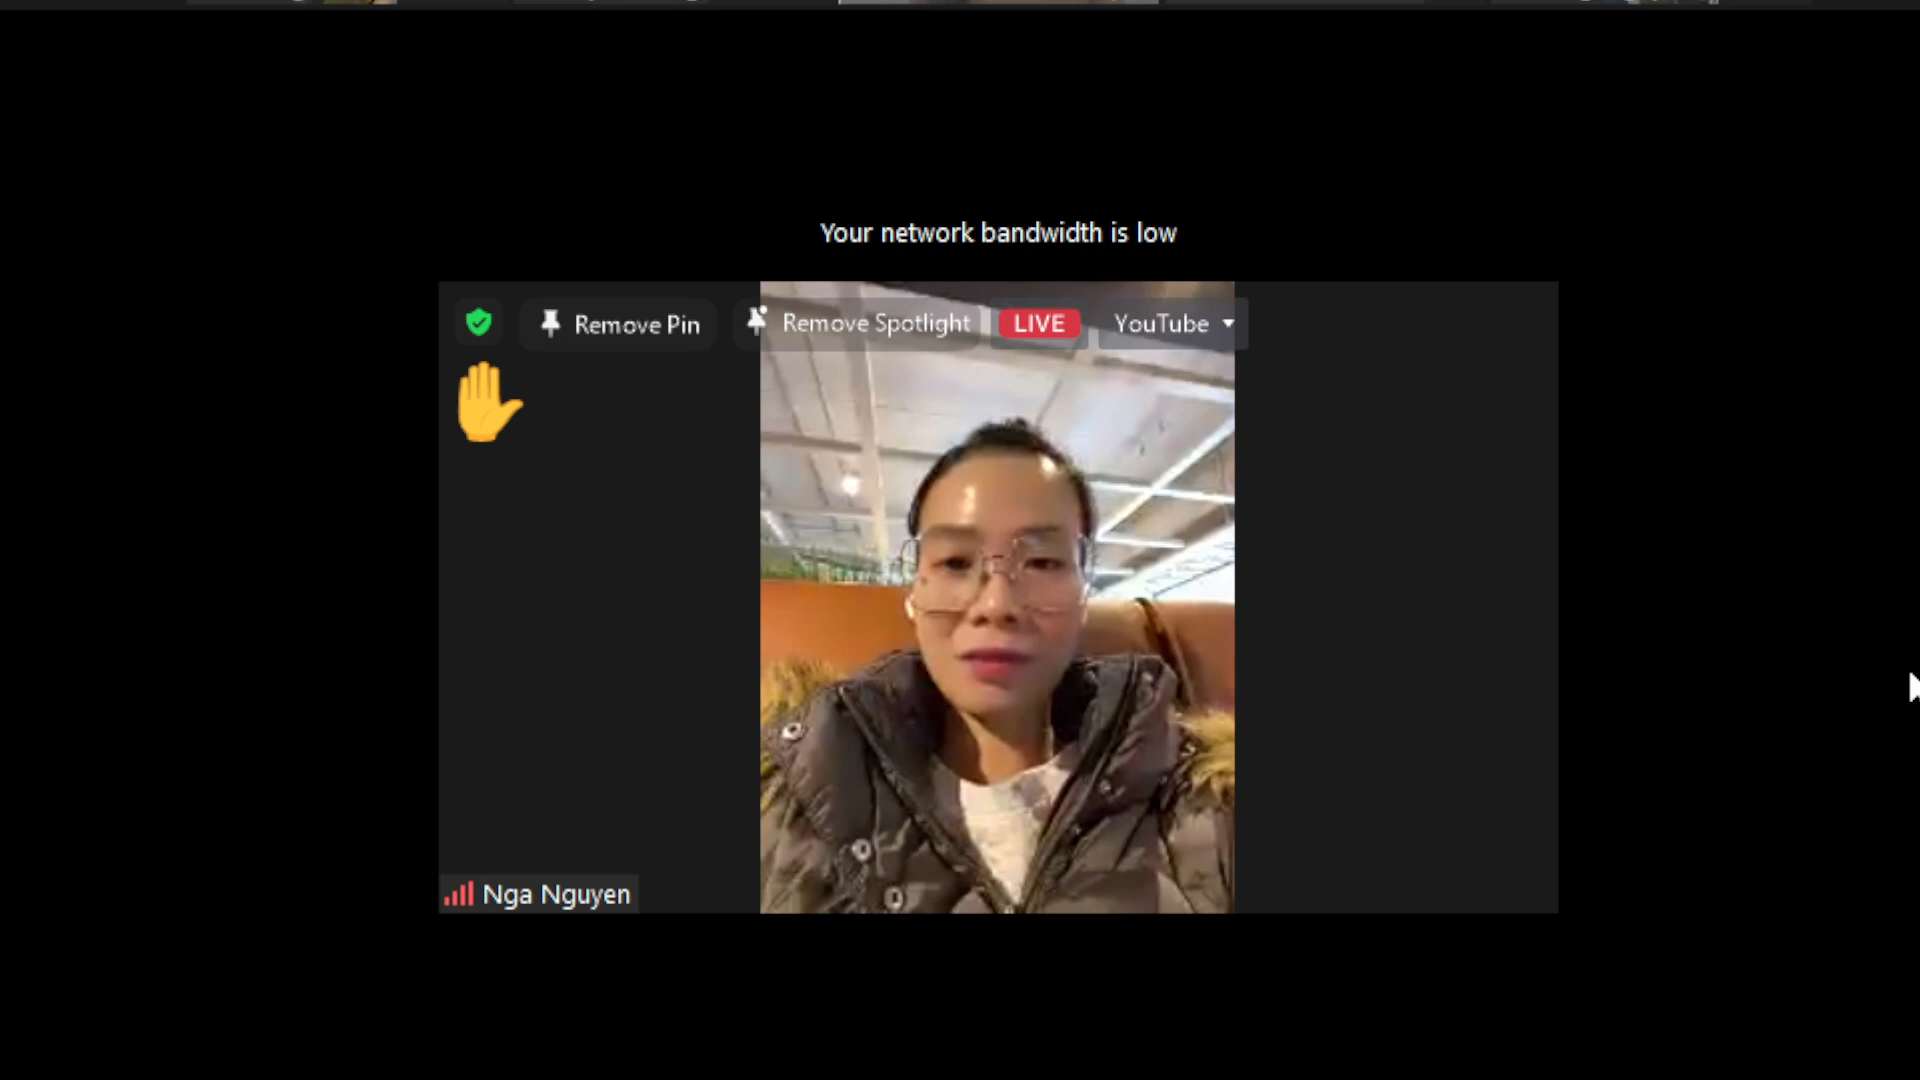 Your network bandwidth is low
Remove Pin
Remove Spotlight
LIVE
YouTube
Nga Nguyen